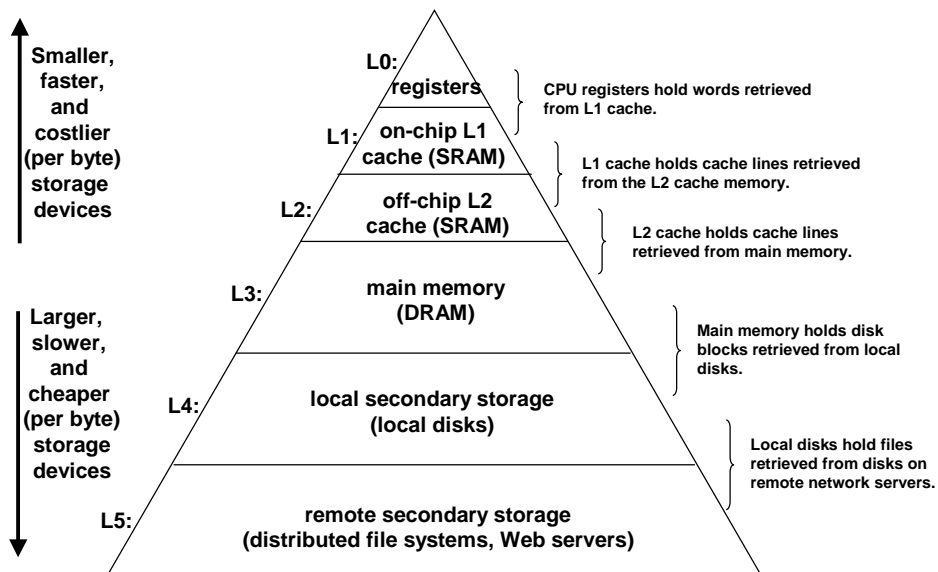 Smaller,
faster,
and
costlier
(per byte)
storage
devices
Larger,
slower,
and
cheaper
(per byte)
storage
devices
L0:
registers
L1:
on-chip L1
cache (SRAM)
L2:
off-chip L2
cache (SRAM)
L3:
main memory
(DRAM)
L4:
local secondary storage
(local disks)
L5:
remote secondary storage
(distributed file systems, Web servers)
CPU registers hold words retrieved
from L1 cache.
L1 cache holds cache lines retrieved
from the L2 cache memory.
L2 cache holds cache lines
retrieved from main memory.
Main memory holds disk
blocks retrieved from local
disks.
Local disks hold files
retrieved from disks on
remote network servers.